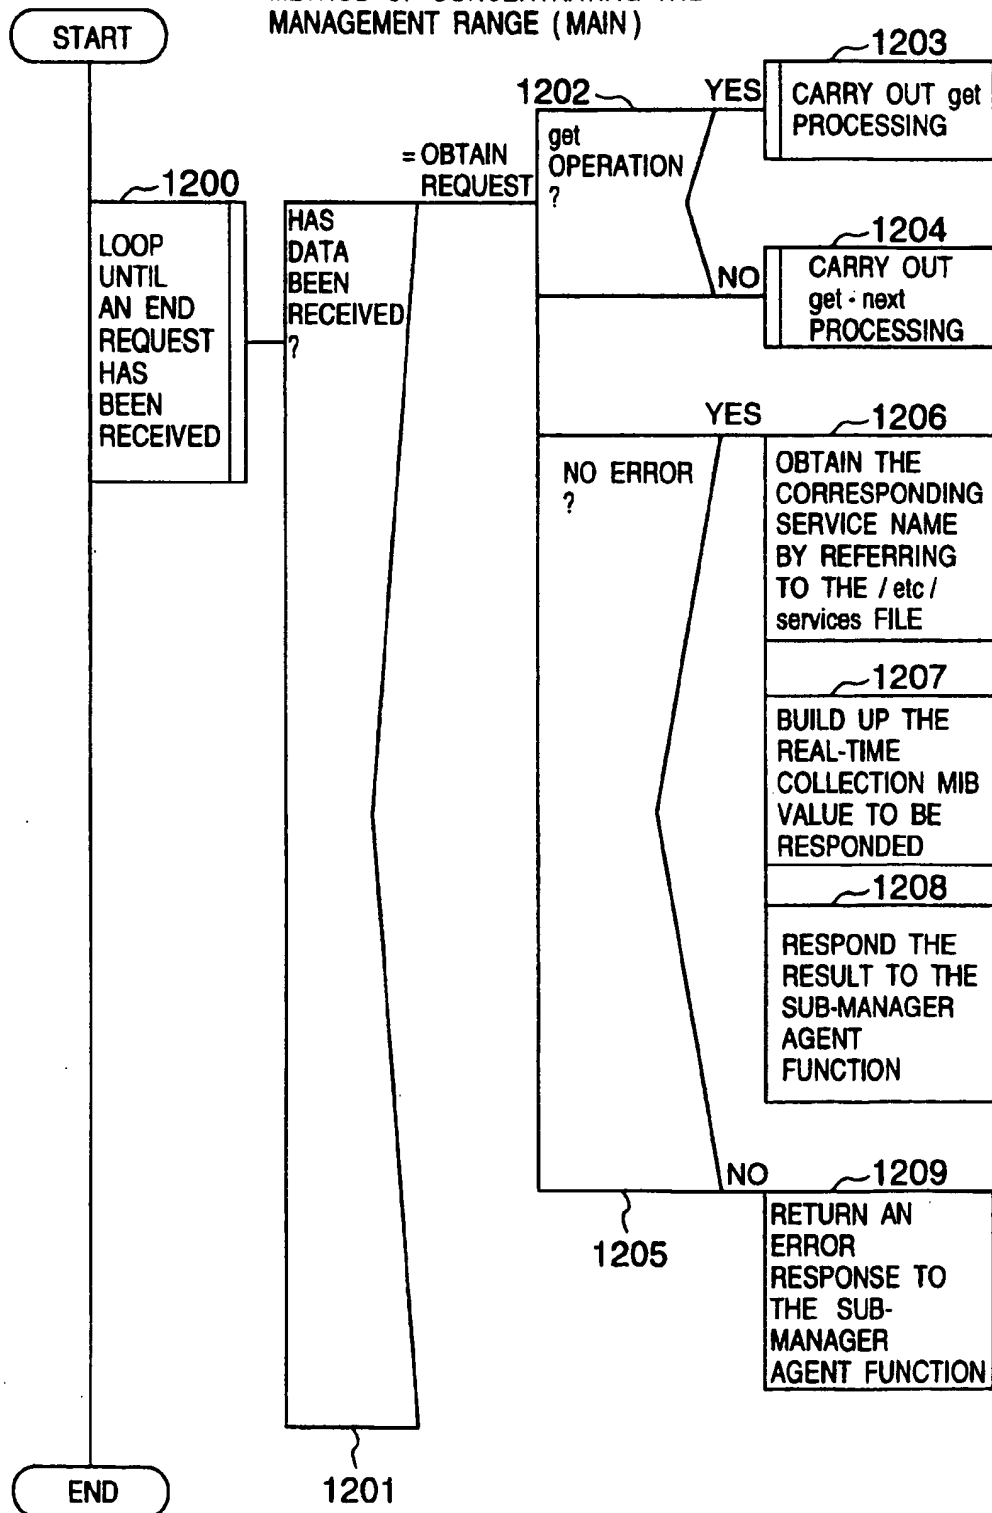 MANAGEMENT RANGE (MAIN)
START
1203
1202
YES
CARRY OUT get
PROCESSING
get
OPERATION
?
= OBTAIN
REQUEST
1200
LOOP
UNTIL
AN END
REQUEST
HAS
BEEN
RECEIVED
HAS
DATA
BEEN
RECEIVED
?
1204
NO
CARRY OUT
get · next
PROCESSING
YES
1206
NO ERROR
?
OBTAIN THE
CORRESPONDING
SERVICE NAME
BY REFERRING
TO THE / etc /
services FILE
1207
BUILD UP THE
REAL-TIME
COLLECTION MIB
VALUE TO BE
RESPONDED
1208
RESPOND THE
RESULT TO THE
SUB-MANAGER
AGENT
FUNCTION
NO
1209
1205
RETURN AN
ERROR
RESPONSE TO
THE SUB-
MANAGER
AGENT FUNCTION
END
1201